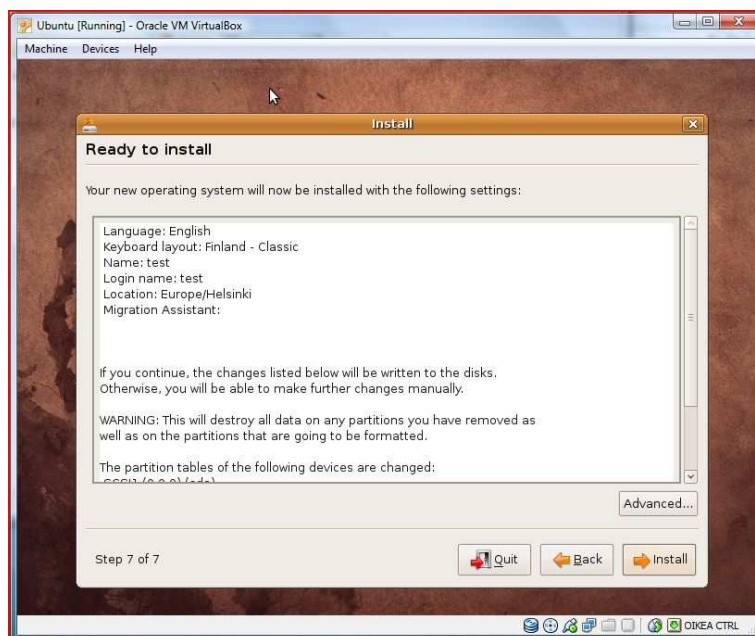 Ubuntu [Running] - Oracle VM VirtualBox
Machine Devices Help
Install
Ready to install
Your new operating system will now be installed with the following settings:
Language: English
Keyboard layout: Finland - Classic
Name: test
Login name: test
Location: Europe/Helsinki
Migration Assistant:
If you continue, the changes listed below will be written to the disks.
Otherwise, you will be able to make further changes manually.
WARNING: This will destroy all data on any partitions you have removed as
well as on the partitions that are going to be formatted.
The partition tables of the following devices are changed:
SCSI1 (0,0,0) (sda)
Advanced...
Step 7 of 7
Quit
Back
Install
OIKEA CTRL